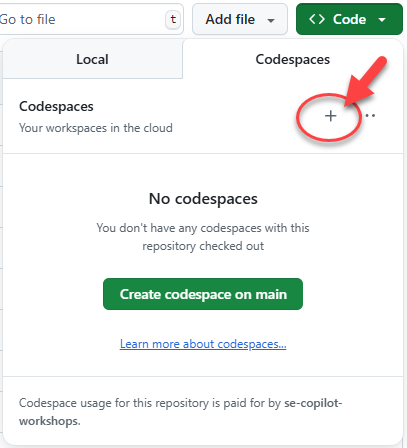 Go to file
t
Add file
Code
Local
Codespaces
Codespaces
Your workspaces in the cloud
No codespaces
You don't have any codespaces with this
repository checked out
Create codespace on main
Learn more about codespaces...
Codespace usage for this repository is paid for by se-copilot-
workshops.